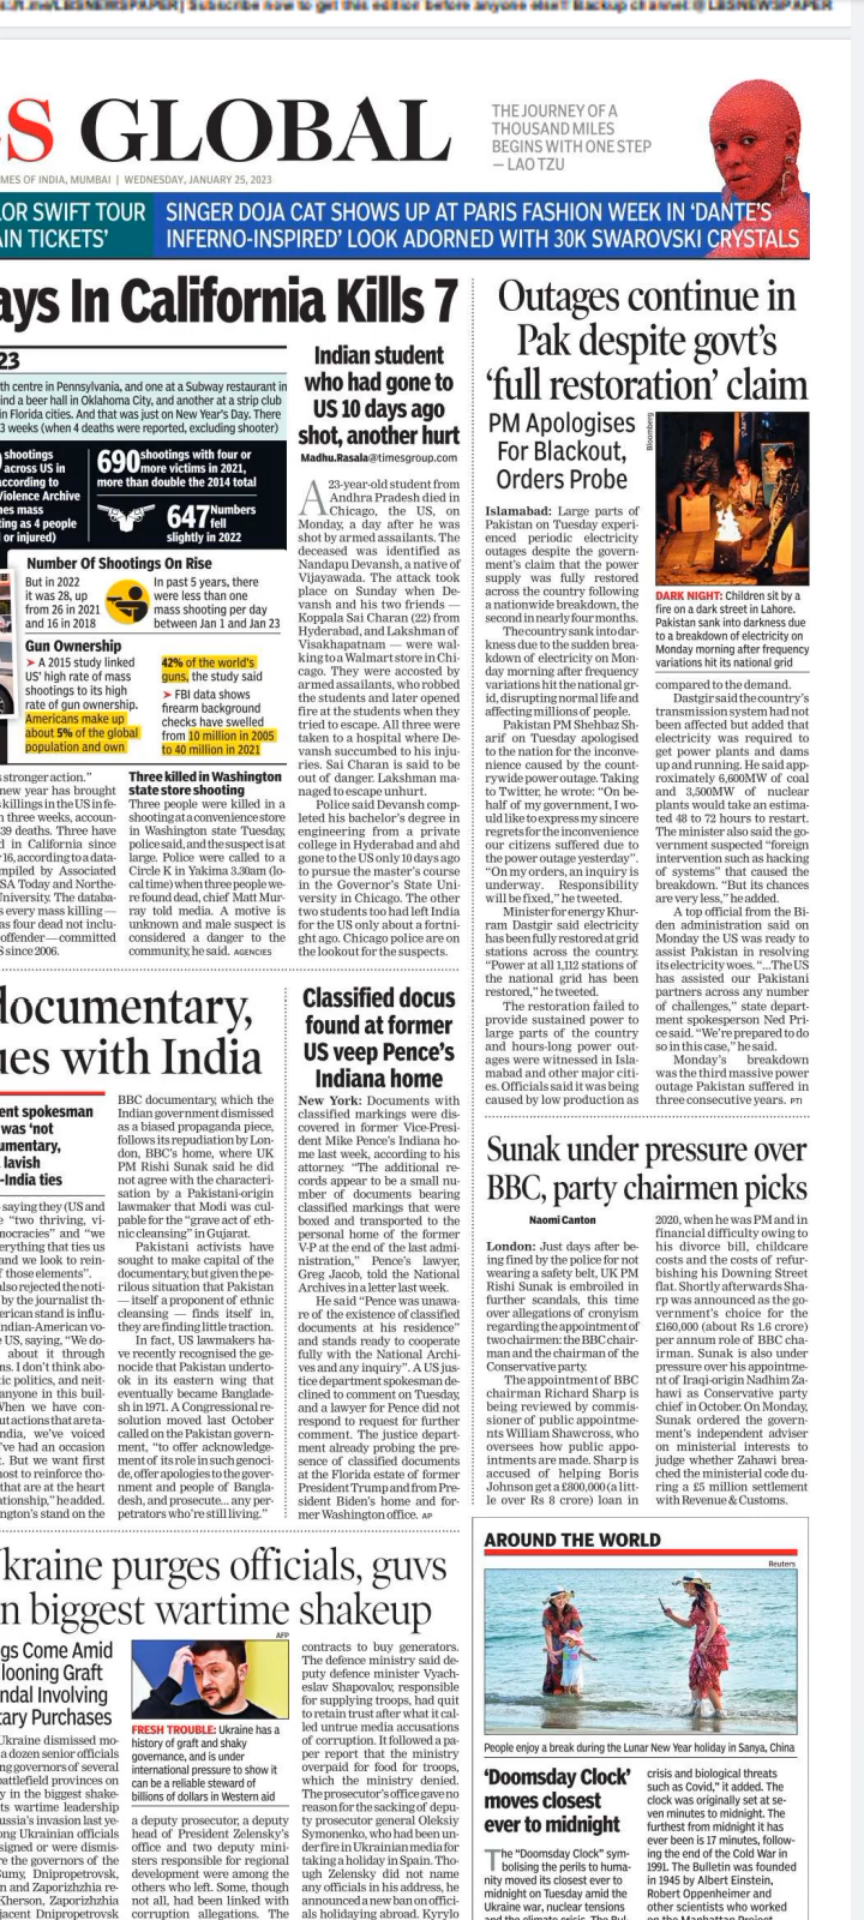 Subscribe now to get this edition before anyone else!! Backup channel @ LBSNEWSPAPER
S GLOBAL
THE JOURNEY OF A
THOUSAND MILES
BEGINS WITH ONE STEP
— LAO TZU
MES OF INDIA, MUMBAI | WEDNESDAY, JANUARY 25, 2023
LOR SWIFT TOUR
AIN TICKETS’
SINGER DOJA CAT SHOWS UP AT PARIS FASHION WEEK IN ‘DANTE’S
INFERNO-INSPIRED’ LOOK ADORNED WITH 30K SWAROVSKI CRYSTALS
ays In California Kills 7
23
th centre in Pennsylvania, and one at a Subway restaurant in
ind a beer hall in Oklahoma City, and another at a strip club
in Florida cities. And that was just on New Year’s Day. There
3 weeks (when 4 deaths were reported, excluding shooter)
shootings
across US in
according to
Violence Archive
nes mass
ting as 4 people
or injured)
690 shootings with four or
more victims in 2021,
more than double the 2014 total
647 Numbers
fell
slightly in 2022
Number Of Shootings On Rise
But in 2022
it was 28, up
from 26 in 2021
and 16 in 2018
In past 5 years, there
were less than one
mass shooting per day
between Jan 1 and Jan 23
Gun Ownership
➤ A 2015 study linked
US’ high rate of mass
shootings to its high
rate of gun ownership.
Americans make up
about 5% of the global
population and own
42% of the world’s
guns, the study said
➤ FBI data shows
firearm background
checks have swelled
from 10 million in 2005
to 40 million in 2021
stronger action.”
new year has brought
killings in the US in fe-
n three weeks, accoun-
39 deaths. Three have
d in California since
16, according to a data-
mpiled by Associated
SA Today and Northe-
University. The databa-
s every mass killing —
as four dead not inclu-
offender — committed
S since 2006.
Three killed in Washington
state store shooting
Three people were killed in a
shooting at a convenience store
in Washington state Tuesday,
police said, and the suspect is at
large. Police were called to a
Circle K in Yakima 3.30am (lo-
cal time) when three people we-
re found dead, chief Matt Mur-
ray told media. A motive is
unknown and male suspect is
considered a danger to the
community, he said. AGENCIES
Indian student
who had gone to
US 10 days ago
shot, another hurt
Madhu.Rasala@timesgroup.com
A 23-year-old student from
Andhra Pradesh died in
Chicago, the US, on
Monday, a day after he was
shot by armed assailants. The
deceased was identified as
Nandapu Devansh, a native of
Vijayawada. The attack took
place on Sunday when De-
vansh and his two friends —
Koppala Sai Charan (22) from
Hyderabad, and Lakshman of
Visakhapatnam — were wal-
king to a Walmart store in Chi-
cago. They were accosted by
armed assailants, who robbed
the students and later opened
fire at the students when they
tried to escape. All three were
taken to a hospital where De-
vansh succumbed to his inju-
ries. Sai Charan is said to be
out of danger. Lakshman ma-
naged to escape unhurt.
Police said Devansh comp-
leted his bachelor’s degree in
engineering from a private
college in Hyderabad and ahd
gone to the US only 10 days ago
to pursue the master’s course
in the Governor’s State Uni-
versity in Chicago. The other
two students too had left India
for the US only about a fortni-
ght ago. Chicago police are on
the lookout for the suspects.
Outages continue in
Pak despite govt’s
‘full restoration’ claim
PM Apologises
For Blackout,
Orders Probe
Bloomberg
Islamabad: Large parts of
Pakistan on Tuesday experi-
enced periodic electricity
outages despite the govern-
ment’s claim that the power
supply was fully restored
across the country following
a nationwide breakdown, the
second in nearly four months.
The country sank into dar-
kness due to the sudden brea-
kdown of electricity on Mon-
day morning after frequency
variations hit the national gr-
id, disrupting normal life and
affecting millions of people.
Pakistan PM Shehbaz Sh-
arif on Tuesday apologised
to the nation for the inconve-
nience caused by the count-
rywide power outage. Taking
to Twitter, he wrote: “On be-
half of my government, I wo-
uld like to express my sincere
regrets for the inconvenience
our citizens suffered due to
the power outage yesterday”.
“On my orders, an inquiry is
underway. Responsibility
will be fixed,” he tweeted.
Minister for energy Khur-
ram Dastgir said electricity
has been fully restored at grid
stations across the country.
“Power at all 1,112 stations of
the national grid has been
restored,” he tweeted.
The restoration failed to
provide sustained power to
large parts of the country
and hours-long power out-
ages were witnessed in Isla-
mabad and other major citi-
es. Officials said it was being
caused by low production as
DARK NIGHT: Children sit by a
fire on a dark street in Lahore.
Pakistan sank into darkness due
to a breakdown of electricity on
Monday morning after frequency
variations hit its national grid
compared to the demand.
Dastgir said the country’s
transmission system had not
been affected but added that
electricity was required to
get power plants and dams
up and running. He said app-
roximately 6,600MW of coal
and 3,500MW of nuclear
plants would take an estima-
ted 48 to 72 hours to restart.
The minister also said the go-
vernment suspected “foreign
intervention such as hacking
of systems” that caused the
breakdown. “But its chances
are very less,” he added.
A top official from the Bi-
den administration said on
Monday the US was ready to
assist Pakistan in resolving
its electricity woes. “...The US
has assisted our Pakistani
partners across any number
of challenges,” state depart-
ment spokesperson Ned Pri-
ce said. “We’re prepared to do
so in this case,” he said.
Monday’s breakdown
was the third massive power
outage Pakistan suffered in
three consecutive years. PTI
documentary,
ues with India
ent spokesman
was ‘not
umentary,
lavish
-India ties
saying they (US and
e “two thriving, vi-
nocracies” and “we
erything that ties us
and we look to rein-
f those elements”.
also rejected the noti-
by the journalist th-
erican stand is influ-
ndian-American vo-
e US, saying, “We do-
about it through
ns. I don’t think abo-
tic politics, and neit-
anyone in this buil-
When we have con-
ut actions that are ta-
ndia, we’ve voiced
’ve had an occasion
t. But we want first
most to reinforce tho-
that are at the heart
ationship,” he added.
ngton’s stand on the
BBC documentary, which the
Indian government dismissed
as a biased propaganda piece,
follows its repudiation by Lon-
don, BBC’s home, where UK
PM Rishi Sunak said he did
not agree with the characteri-
sation by a Pakistani-origin
lawmaker that Modi was cul-
pable for the “grave act of eth-
nic cleansing” in Gujarat.
Pakistani activists have
sought to make capital of the
documentary, but given the pe-
rilous situation that Pakistan
— itself a proponent of ethnic
cleansing — finds itself in,
they are finding little traction.
In fact, US lawmakers ha-
ve recently recognised the ge-
nocide that Pakistan underto-
ok in its eastern wing that
eventually became Banglade-
sh in 1971. A Congressional re-
solution moved last October
called on the Pakistan govern-
ment, “to offer acknowledge-
ment of its role in such genoci-
de, offer apologies to the gover-
nment and people of Bangla-
desh, and prosecute... any per-
petrators who’re still living.”
Classified docus
found at former
US veep Pence’s
Indiana home
New York: Documents with
classified markings were dis-
covered in former Vice-Presi-
dent Mike Pence’s Indiana ho-
me last week, according to his
attorney. “The additional re-
cords appear to be a small nu-
mber of documents bearing
classified markings that were
boxed and transported to the
personal home of the former
V-P at the end of the last admi-
nistration,” Pence’s lawyer,
Greg Jacob, told the National
Archives in a letter last week.
He said “Pence was unawa-
re of the existence of classified
documents at his residence”
and stands ready to cooperate
fully with the National Archi-
ves and any inquiry”. A US jus-
tice department spokesman de-
clined to comment on Tuesday,
and a lawyer for Pence did not
respond to request for further
comment. The justice depart-
ment already probing the pre-
sence of classified documents
at the Florida estate of former
President Trump and from Pre-
sident Biden’s home and for-
mer Washington office. AP
Sunak under pressure over
BBC, party chairmen picks
Naomi Canton
London: Just days after be-
ing fined by the police for not
wearing a safety belt, UK PM
Rishi Sunak is embroiled in
further scandals, this time
over allegations of cronyism
regarding the appointment of
two chairmen: the BBC chair-
man and the chairman of the
Conservative party.
The appointment of BBC
chairman Richard Sharp is
being reviewed by commis-
sioner of public appointme-
nts William Shawcross, who
oversees how public appo-
intments are made. Sharp is
accused of helping Boris
Johnson get a £800,000 (a litt-
le over Rs 8 crore) loan in
2020, when he was PM and in
financial difficulty owing to
his divorce bill, childcare
costs and the costs of refur-
bishing his Downing Street
flat. Shortly afterwards Sha-
rp was announced as the go-
vernment’s choice for the
£160,000 (about Rs 1.6 crore)
per annum role of BBC cha-
irman. Sunak is also under
pressure over his appointme-
nt of Iraqi-origin Nadhim Za-
hawi as Conservative party
chief in October. On Monday,
Sunak ordered the govern-
ment’s independent adviser
on ministerial interests to
judge whether Zahawi brea-
ched the ministerial code du-
ring a £5 million settlement
with Revenue & Customs.
kraine purges officials, guvs
n biggest wartime shakeup
gs Come Amid
looning Graft
ndal Involving
tary Purchases
Ukraine dismissed mo-
a dozen senior officials
ng governors of several
battlefield provinces on
y in the biggest shake-
ts wartime leadership
ussia’s invasion last ye-
ong Ukrainian officials
signed or were dismis-
re the governors of the
Sumy, Dnipropetrovsk,
n and Zaporizhzhia re-
Kherson, Zaporizhzhia
jacent Dnipropetrovsk
AFP
FRESH TROUBLE: Ukraine has a
history of graft and shaky
governance, and is under
international pressure to show it
can be a reliable steward of
billions of dollars in Western aid
a deputy prosecutor, a deputy
head of President Zelensky’s
office and two deputy mini-
sters responsible for regional
development were among the
others who left. Some, though
not all, had been linked with
corruption allegations. The
contracts to buy generators.
The defence ministry said de-
puty defence minister Vyach-
eslav Shapovalov, responsible
for supplying troops, had quit
to retain trust after what it cal-
led untrue media accusations
of corruption. It followed a pa-
per report that the ministry
overpaid for food for troops,
which the ministry denied.
The prosecutor’s office gave no
reason for the sacking of depu-
ty prosecutor general Oleksiy
Symonenko, who had been un-
der fire in Ukrainian media for
taking a holiday in Spain. Tho-
ugh Zelensky did not name
any officials in his address, he
announced a new ban on offici-
als holidaying abroad. Kyrylo
AROUND THE WORLD
Reuters
People enjoy a break during the Lunar New Year holiday in Sanya, China
‘Doomsday Clock’
moves closest
ever to midnight
The “Doomsday Clock” sym-
bolising the perils to huma-
nity moved its closest ever to
midnight on Tuesday amid the
Ukraine war, nuclear tensions
and the climate crisis. The Bul-
crisis and biological threats
such as Covid,” it added. The
clock was originally set at se-
ven minutes to midnight. The
furthest from midnight it has
ever been is 17 minutes, follow-
ing the end of the Cold War in
1991. The Bulletin was founded
in 1945 by Albert Einstein,
Robert Oppenheimer and
other scientists who worked
on the Manhattan Project